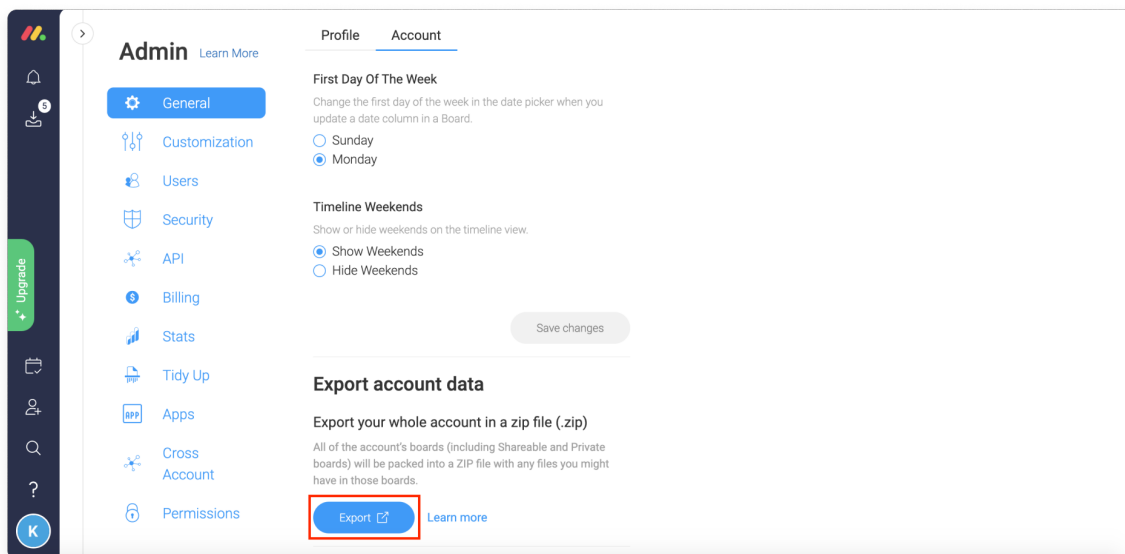 5
Upgrade
K
Admin Learn More
General
Customization
Users
Security
API
Billing
Stats
Tidy Up
APP Apps
Cross
Account
Permissions
Profile Account
First Day Of The Week
Change the first day of the week in the date picker when you
update a date column in a Board.
Sunday
Monday
Timeline Weekends
Show or hide weekends on the timeline view.
Show Weekends
Hide Weekends
Save changes
Export account data
Export your whole account in a zip file (.zip)
All of the account's boards (including Shareable and Private
boards) will be packed into a ZIP file with any files you might
have in those boards.
Export Learn more